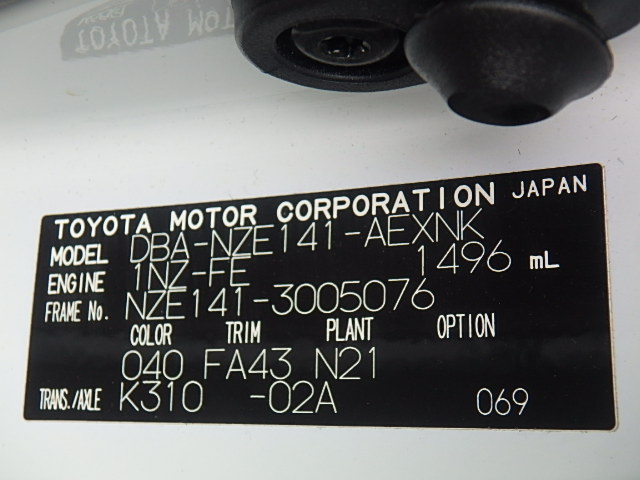 TOYOTA MOTOR CORPORATION JAPAN
MODEL DBA-NZE141-AEXNK
ENGINE 1NZ-FE 1496 mL
FRAME No. NZE141-3005076
COLOR TRIM PLANT OPTION
040 FA43 N21
TRANS./AXLE K310 -02A 069